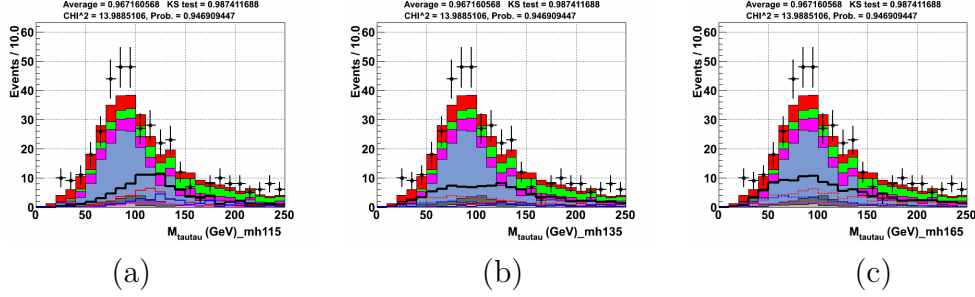 Average = 0.967160568 KS test = 0.987411688
CHI^2 = 13.9885106, Prob. = 0.946909447
Events / 10.0
60
50
40
30
20
10
0
0 50 100 150 200 250
M_tautau (GeV)_mh115
(a)
Average = 0.967160568 KS test = 0.987411688
CHI^2 = 13.9885106, Prob. = 0.946909447
Events / 10.0
60
50
40
30
20
10
0
0 50 100 150 200 250
M_tautau (GeV)_mh135
(b)
Average = 0.967160568 KS test = 0.987411688
CHI^2 = 13.9885106, Prob. = 0.946909447
Events / 10.0
60
50
40
30
20
10
0
0 50 100 150 200 250
M_tautau (GeV)_mh165
(c)